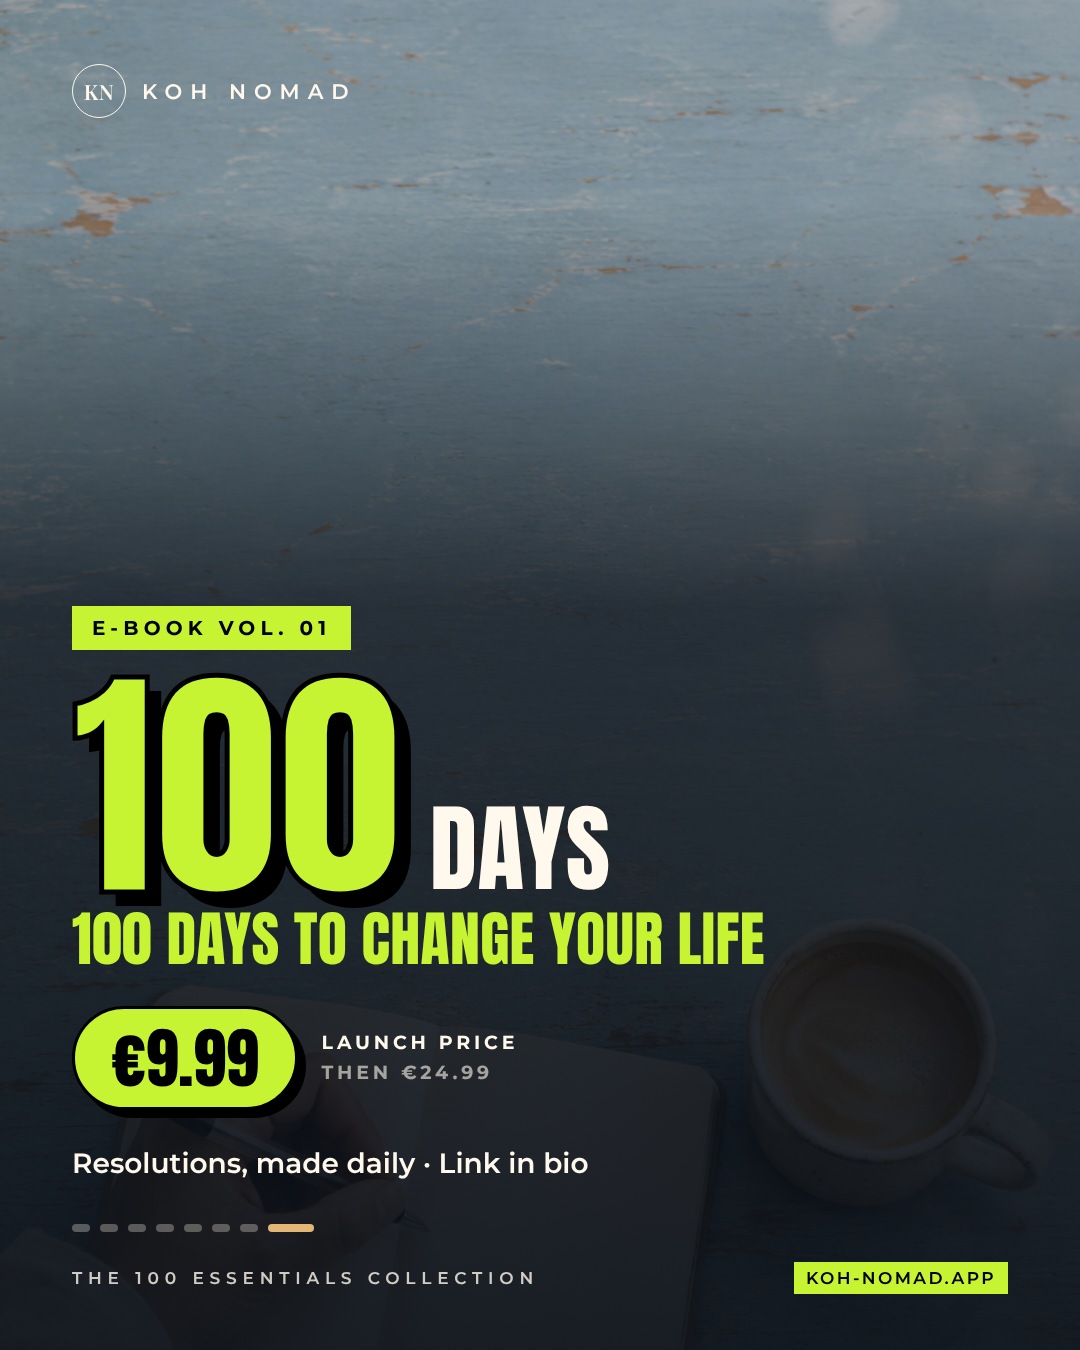 KN KOH NOMAD
E-BOOK VOL. 01
100 DAYS
100 DAYS TO CHANGE YOUR LIFE
€9.99
LAUNCH PRICE
THEN €24.99
Resolutions, made daily · Link in bio
THE 100 ESSENTIALS COLLECTION
KOH-NOMAD.APP